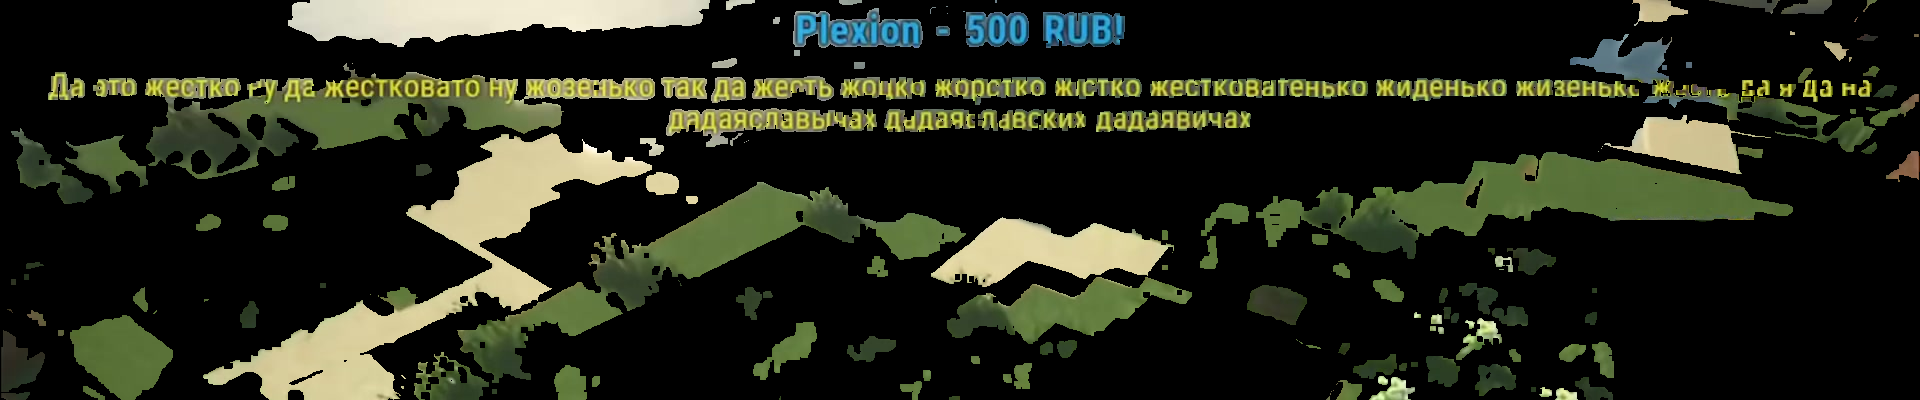 Plexion - 500 RUB!
Да это жестко ну да жестковато ну жозенько так да жесть жоцко жорстко жистко жестковатенько жиденько жизенько да я да на
дадаяславычах дадаяславских дадаявичах